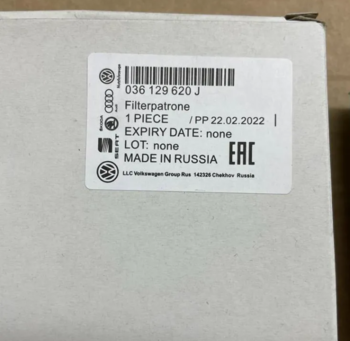 036 129 620 J
Filterpatrone
1 PIECE / PP 22.02.2022
EXPIRY DATE: none
LOT: none
MADE IN RUSSIA
EAC
SEAT
LLC Volkswagen Group Rus 142326 Chekhov Russia